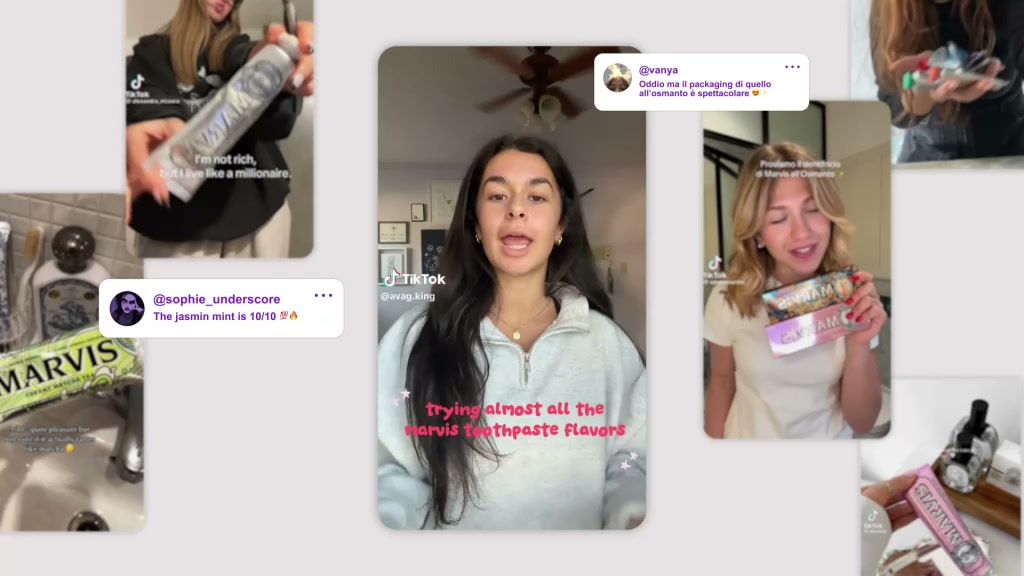 TikTok
I'm not rich,
but I live like a millionaire.
@vanya
Oddio ma il packaging di quello
all'osmanto è spettacolare 😍
Proviamo il dentifricio
di Marvis all'Osmanto
TikTok
@avag.king
@sophie_underscore
The jasmin mint is 10/10 💯🔥
MARVIS
trying almost all the
marvis toothpaste flavors
TikTok
MARVIS
TikTok